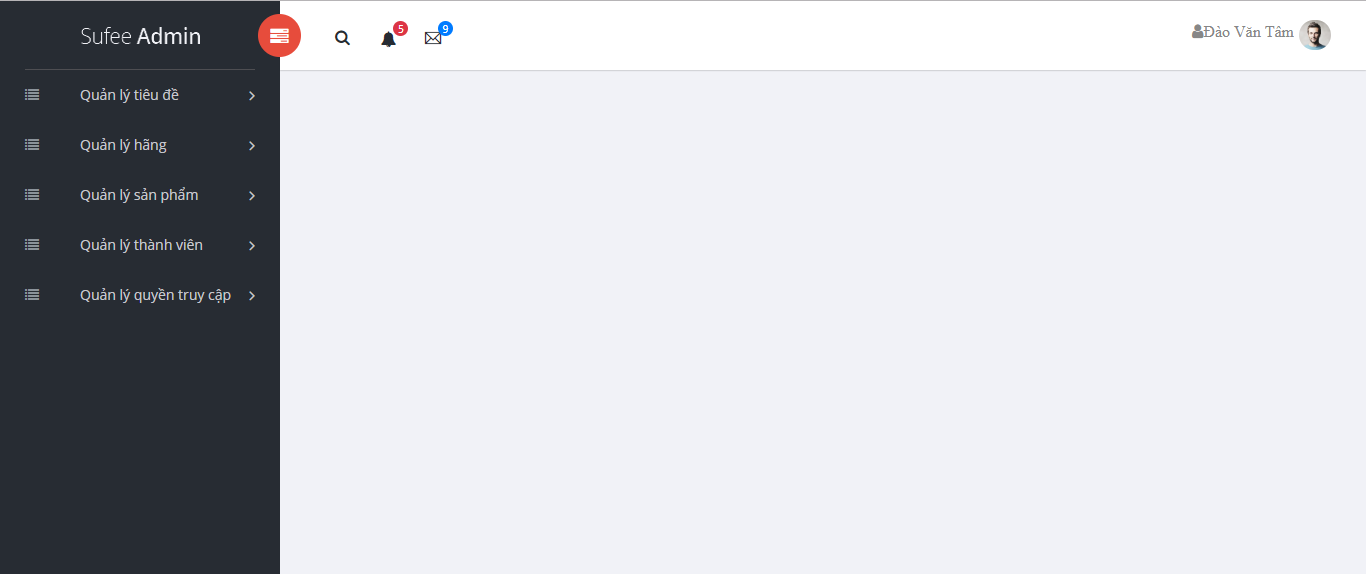 Sufee Admin
5
9
Đào Văn Tâm
Quản lý tiêu đề
Quản lý hãng
Quản lý sản phẩm
Quản lý thành viên
Quản lý quyền truy cập